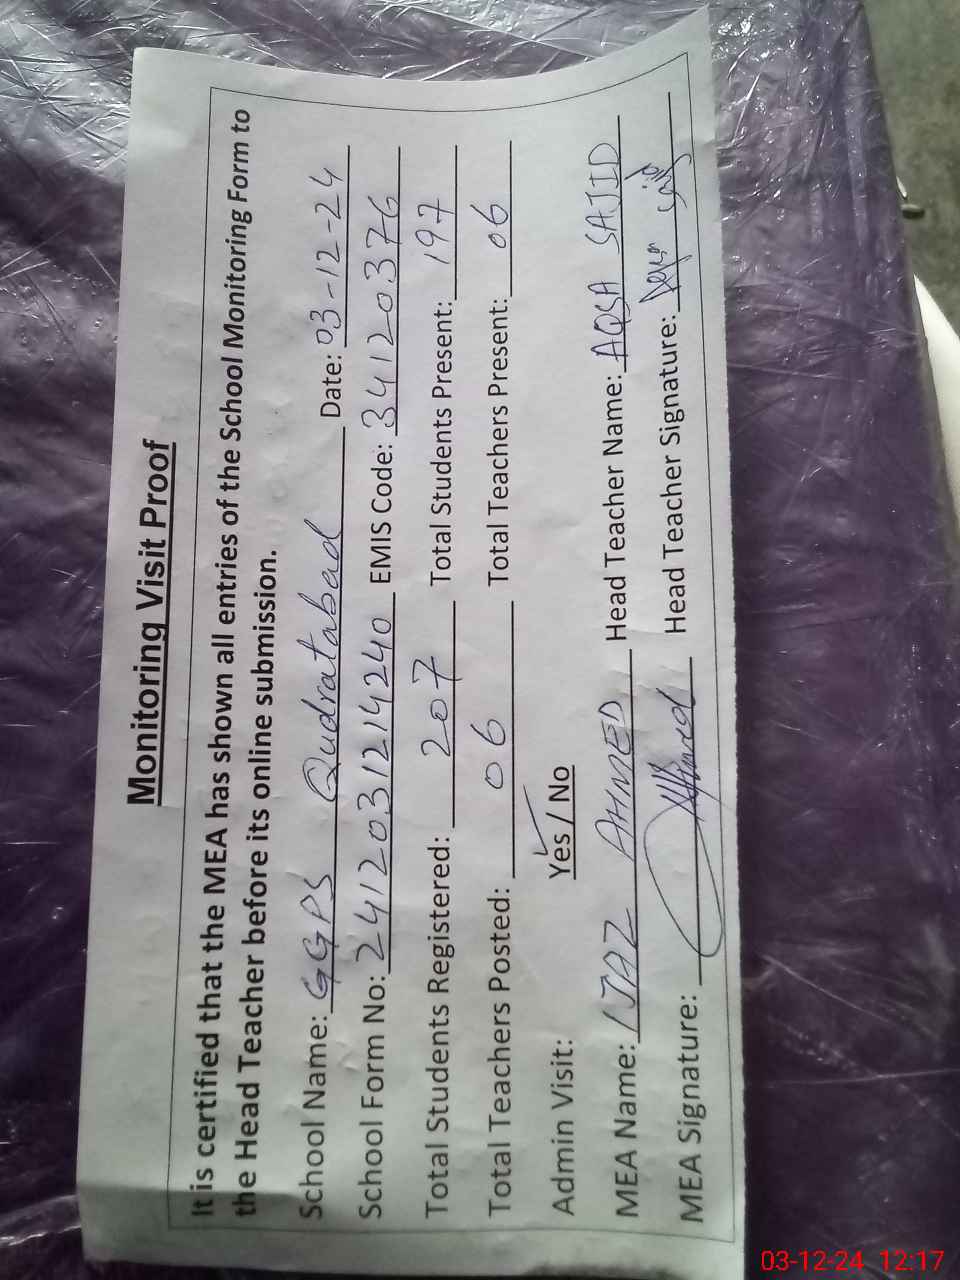 Monitoring Visit Proof
It is certified that the MEA has shown all entries of the School Monitoring Form to
the Head Teacher before its online submission.
School Name: GGPS Qudratabad Date: 03-12-24
School Form No: 2412031214240 EMIS Code: 34120376
Total Students Registered: 207 Total Students Present: 197
Total Teachers Posted: 06 Total Teachers Present: 06
Admin Visit: Yes / No
MEA Name: IJAZ AHMED Head Teacher Name: AQSA SAJID
MEA Signature: Ahmed Head Teacher Signature:
03-12-24 12:17